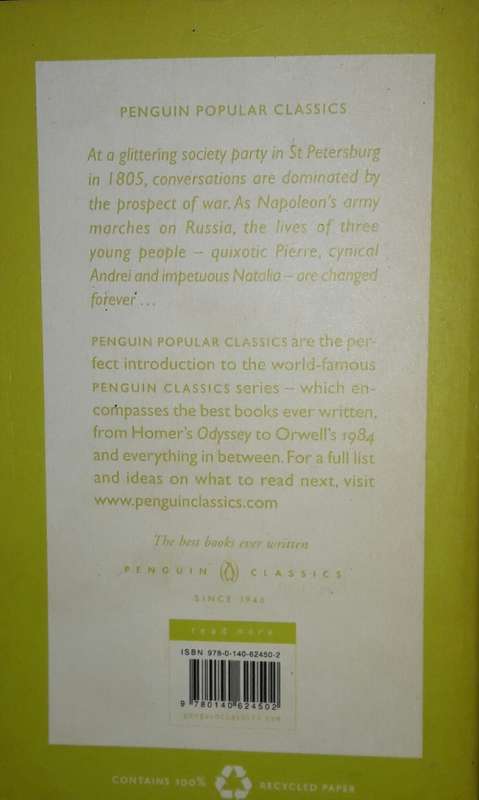 PENGUIN POPULAR CLASSICS
At a glittering society party in St Petersburg
in 1805, conversations are dominated by
the prospect of war. As Napoleon's army
marches on Russia, the lives of three
young people – quixotic Pierre, cynical
Andrei and impetuous Natalia – are changed
forever ...
PENGUIN POPULAR CLASSICS are the per-
fect introduction to the world-famous
PENGUIN CLASSICS series – which en-
compasses the best books ever written,
from Homer's Odyssey to Orwell's 1984
and everything in between. For a full list
and ideas on what to read next, visit
www.penguinclassics.com
The best books ever written
PENGUIN CLASSICS
SINCE 1946
read more
ISBN 978-0-140-62450-2
9 780140 624502
penguinclassics.com
CONTAINS 100% RECYCLED PAPER